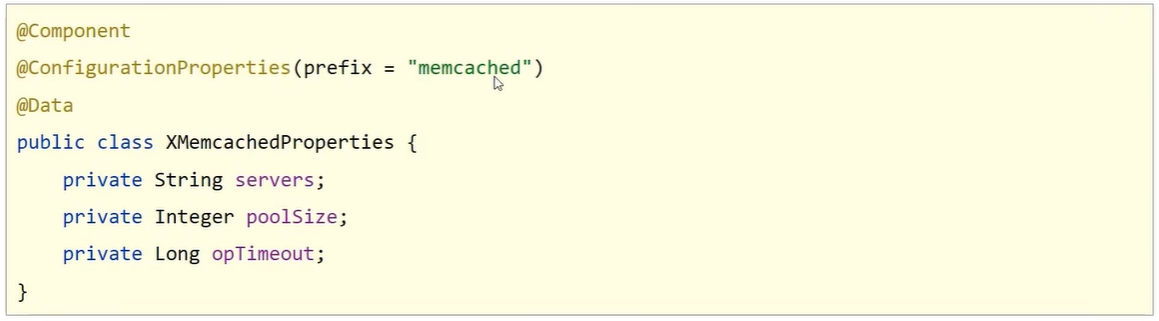 @Component
@ConfigurationProperties(prefix = "memcached")
@Data
public class XMemcachedProperties {
    private String servers;
    private Integer poolSize;
    private Long opTimeout;
}